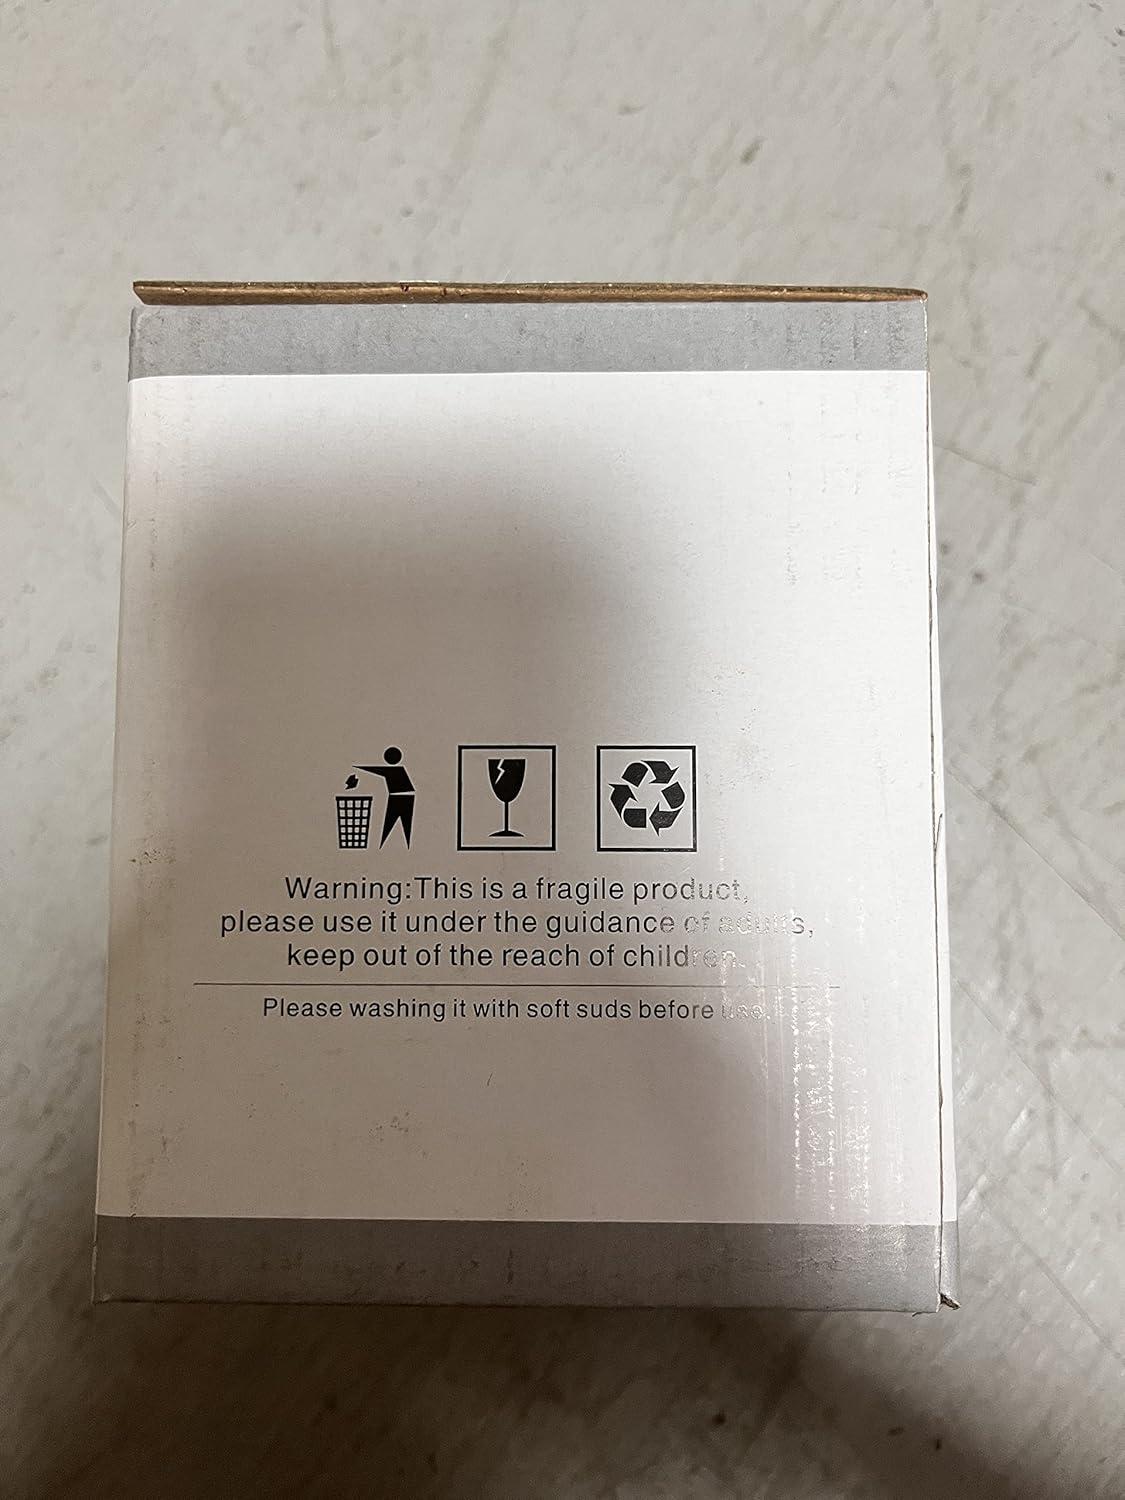 Warning:This is a fragile product,
please use it under the guidance of adults,
keep out of the reach of children.
Please washing it with soft suds before use.